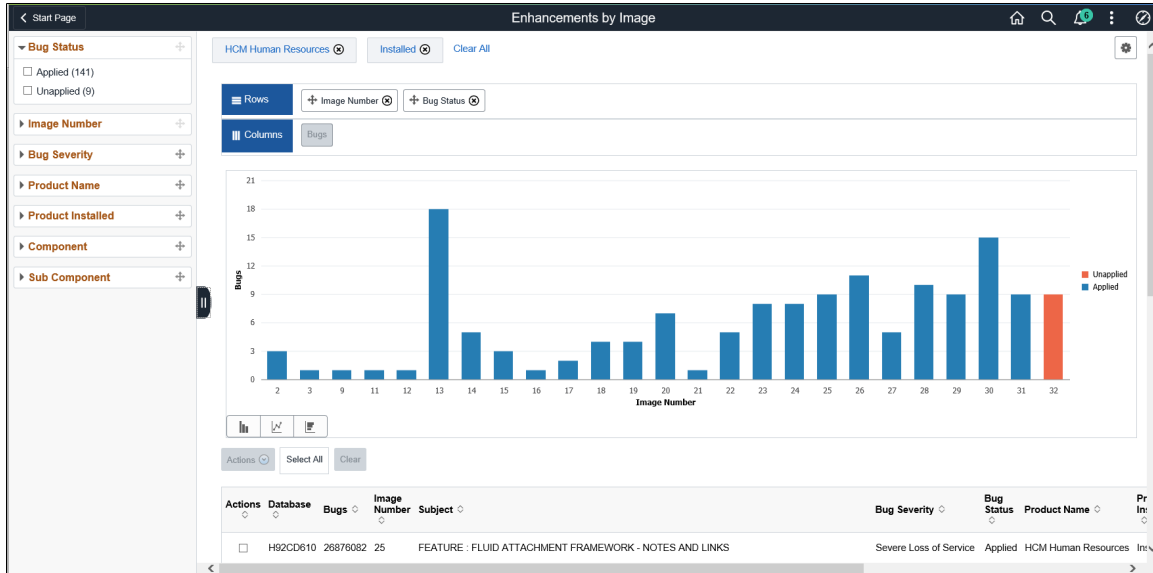 Start Page
Enhancements by Image
6
Bug Status
Applied (141)
Unapplied (9)
Image Number
Bug Severity
Product Name
Product Installed
Component
Sub Component
HCM Human Resources
Installed
Clear All
Rows
Image Number
Bug Status
Columns
Bugs
21
18
15
12
9
6
3
0
Bugs
2 3 9 11 12 13 14 15 16 17 18 19 20 21 22 23 24 25 26 27 28 29 30 31 32
Image Number
Unapplied
Applied
Actions Select All Clear
Actions Database Bugs Image Number Subject Bug Severity Bug Status Product Name Pr Ins
H92CD610 26876082 25 FEATURE : FLUID ATTACHMENT FRAMEWORK - NOTES AND LINKS Severe Loss of Service Applied HCM Human Resources Ins